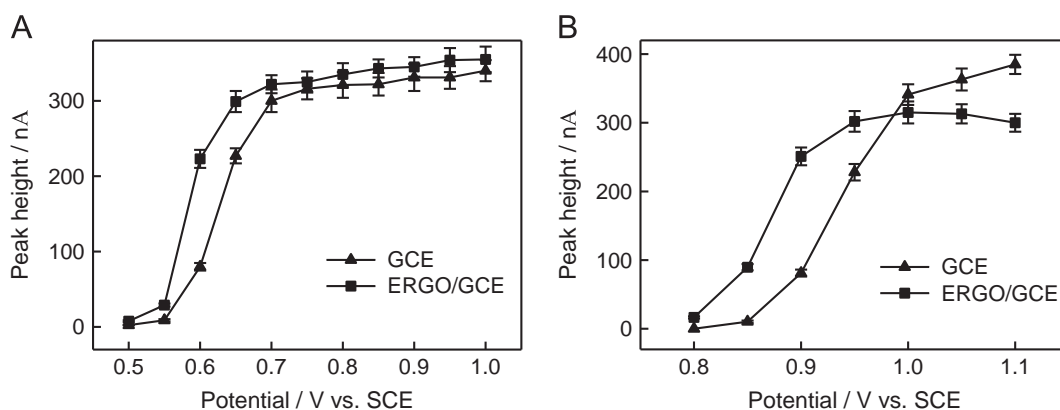 A
Peak height / nA
300
200
100
0
GCE
ERGO/GCE
0.5 0.6 0.7 0.8 0.9 1.0
Potential / V vs. SCE
B
Peak height / nA
400
300
200
100
0
GCE
ERGO/GCE
0.8 0.9 1.0 1.1
Potential / V vs. SCE